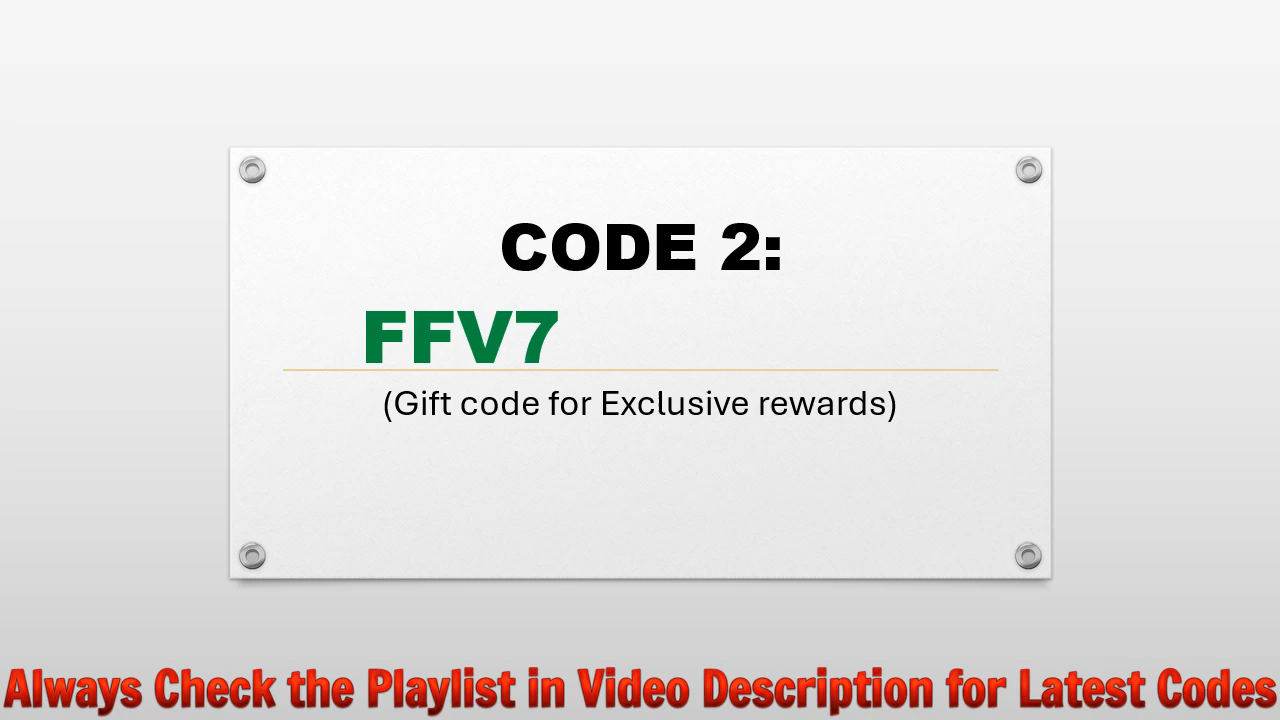 CODE 2:
FFV7
(Gift code for Exclusive rewards)
Always Check the Playlist in Video Description for Latest Codes